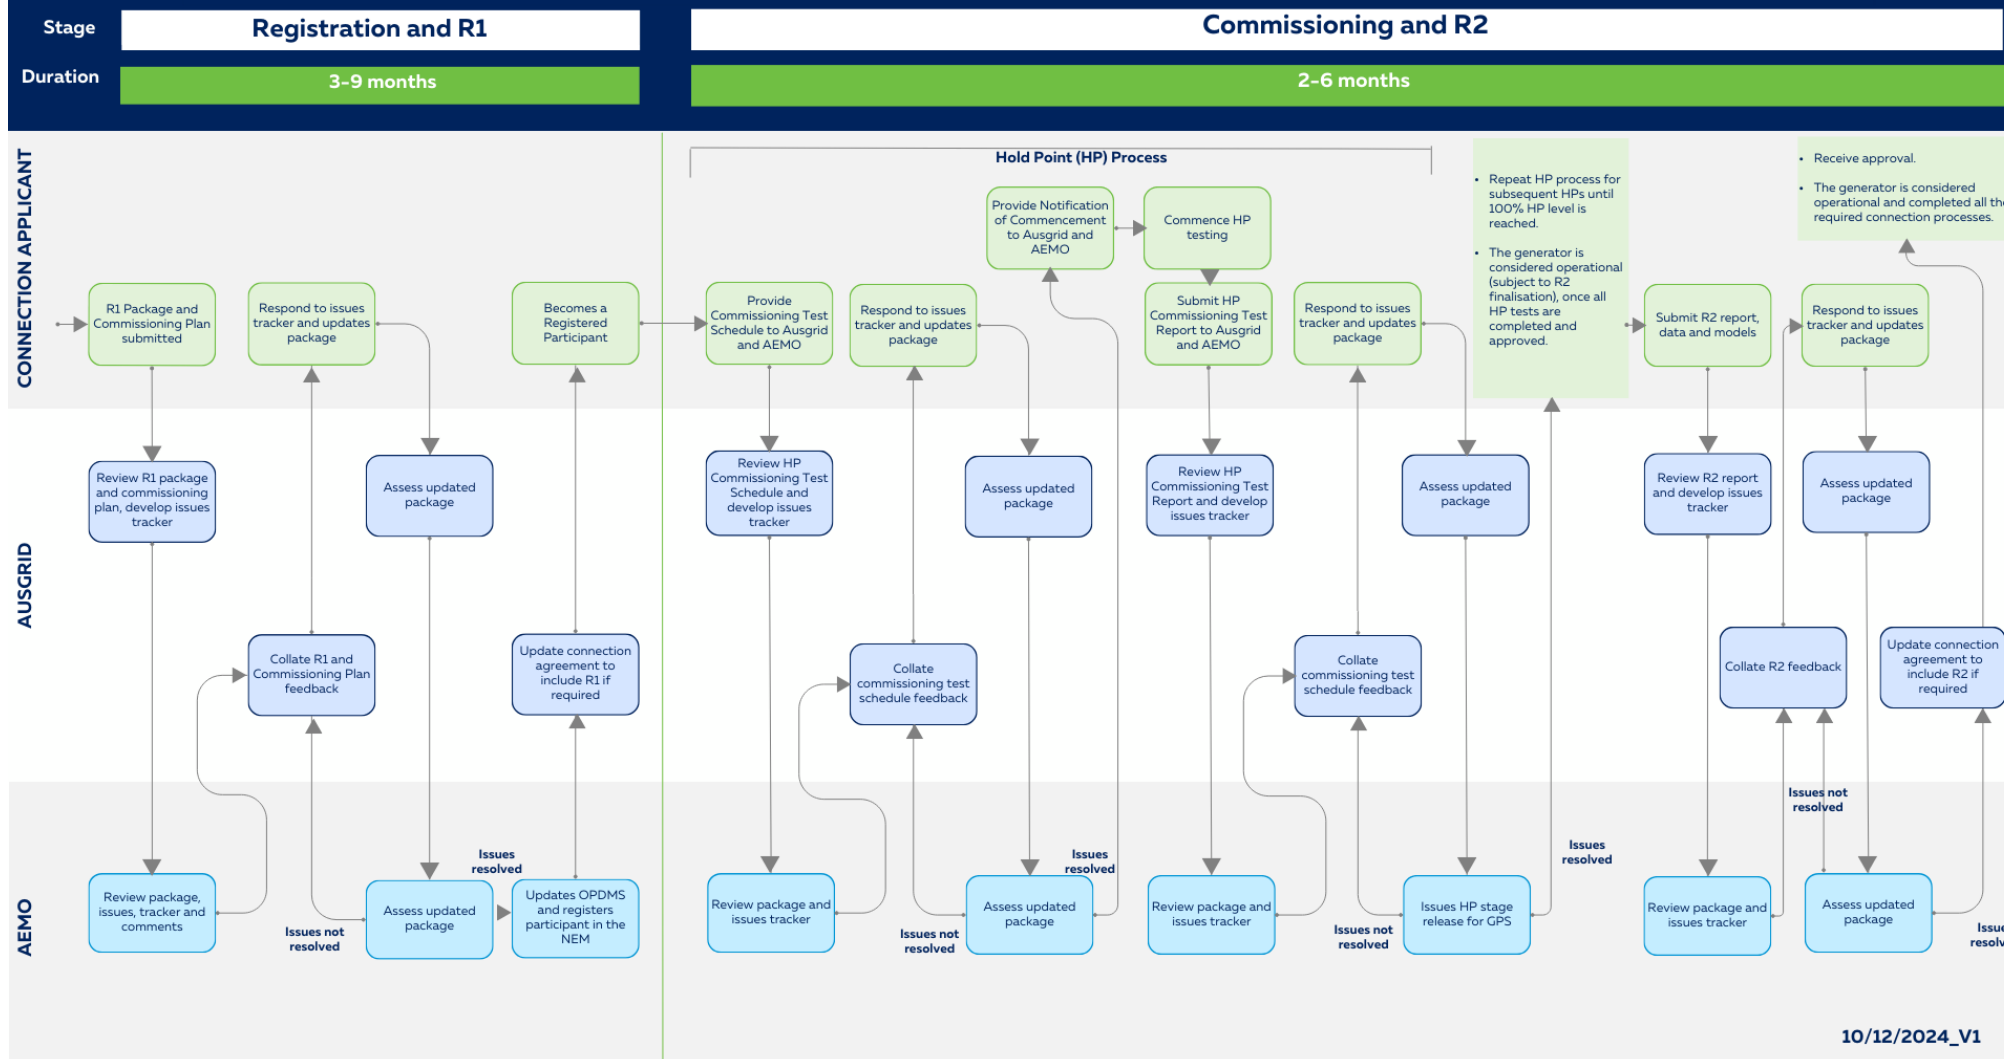 Stage
Registration and R1
Commissioning and R2
Duration
3-9 months
2-6 months
CONNECTION APPLICANT
Hold Point (HP) Process
R1 Package and
Commissioning Plan
submitted
Respond to issues
tracker and updates
package
Becomes a
Registered
Participant
Provide
Commissioning Test
Schedule to Ausgrid
and AEMO
Respond to issues
tracker and updates
package
Provide Notification
of Commencement
to Ausgrid and
AEMO
Commence HP
testing
Submit HP
Commissioning Test
Report to Ausgrid
and AEMO
Respond to issues
tracker and updates
package
• Repeat HP process for
subsequent HPs until
100% HP level is
reached.
• The generator is
considered operational
(subject to R2
finalisation), once all
HP tests are
completed and
approved.
Submit R2 report,
data and models
Respond to issues
tracker and updates
package
• Receive approval.
• The generator is considered
operational and completed all the
required connection processes.
AUSGRID
Review R1 package
and commissioning
plan, develop issues
tracker
Collate R1 and
Commissioning Plan
feedback
Assess updated
package
Update connection
agreement to
include R1 if
required
Review HP
Commissioning Test
Schedule and
develop issues
tracker
Collate
commissioning test
schedule feedback
Assess updated
package
Review HP
Commissioning Test
Report and develop
issues tracker
Collate
commissioning test
schedule feedback
Assess updated
package
Review R2 report
and develop issues
tracker
Collate R2 feedback
Assess updated
package
Update connection
agreement to
include R2 if
required
AEMO
Review package,
issues, tracker and
comments
Issues not
resolved
Assess updated
package
Issues
resolved
Updates OPDMS
and registers
participant in the
NEM
Review package and
issues tracker
Issues not
resolved
Assess updated
package
Issues
resolved
Review package and
issues tracker
Issues not
resolved
Issues HP stage
release for GPS
Issues
resolved
Review package and
issues tracker
Issues not
resolved
Assess updated
package
10/12/2024_V1